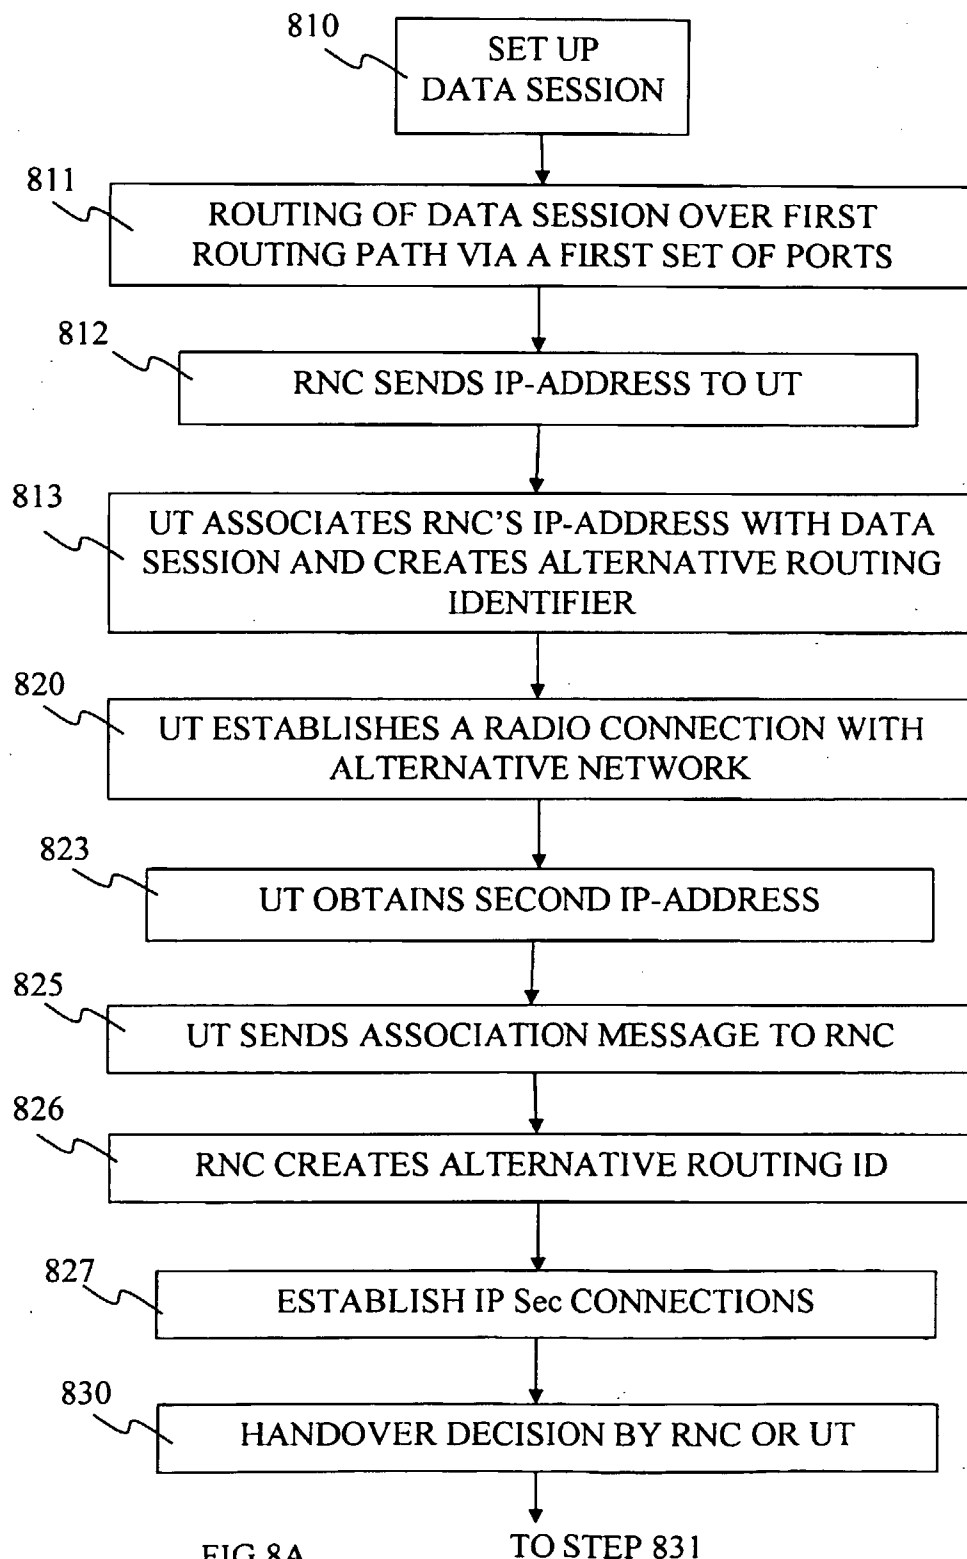 810
SET UP
DATA SESSION
811
ROUTING OF DATA SESSION OVER FIRST
ROUTING PATH VIA A FIRST SET OF PORTS
812
RNC SENDS IP-ADDRESS TO UT
813
UT ASSOCIATES RNC'S IP-ADDRESS WITH DATA
SESSION AND CREATES ALTERNATIVE ROUTING
IDENTIFIER
820
UT ESTABLISHES A RADIO CONNECTION WITH
ALTERNATIVE NETWORK
823
UT OBTAINS SECOND IP-ADDRESS
825
UT SENDS ASSOCIATION MESSAGE TO RNC
826
RNC CREATES ALTERNATIVE ROUTING ID
827
ESTABLISH IP Sec CONNECTIONS
830
HANDOVER DECISION BY RNC OR UT
FIG 8A
TO STEP 831